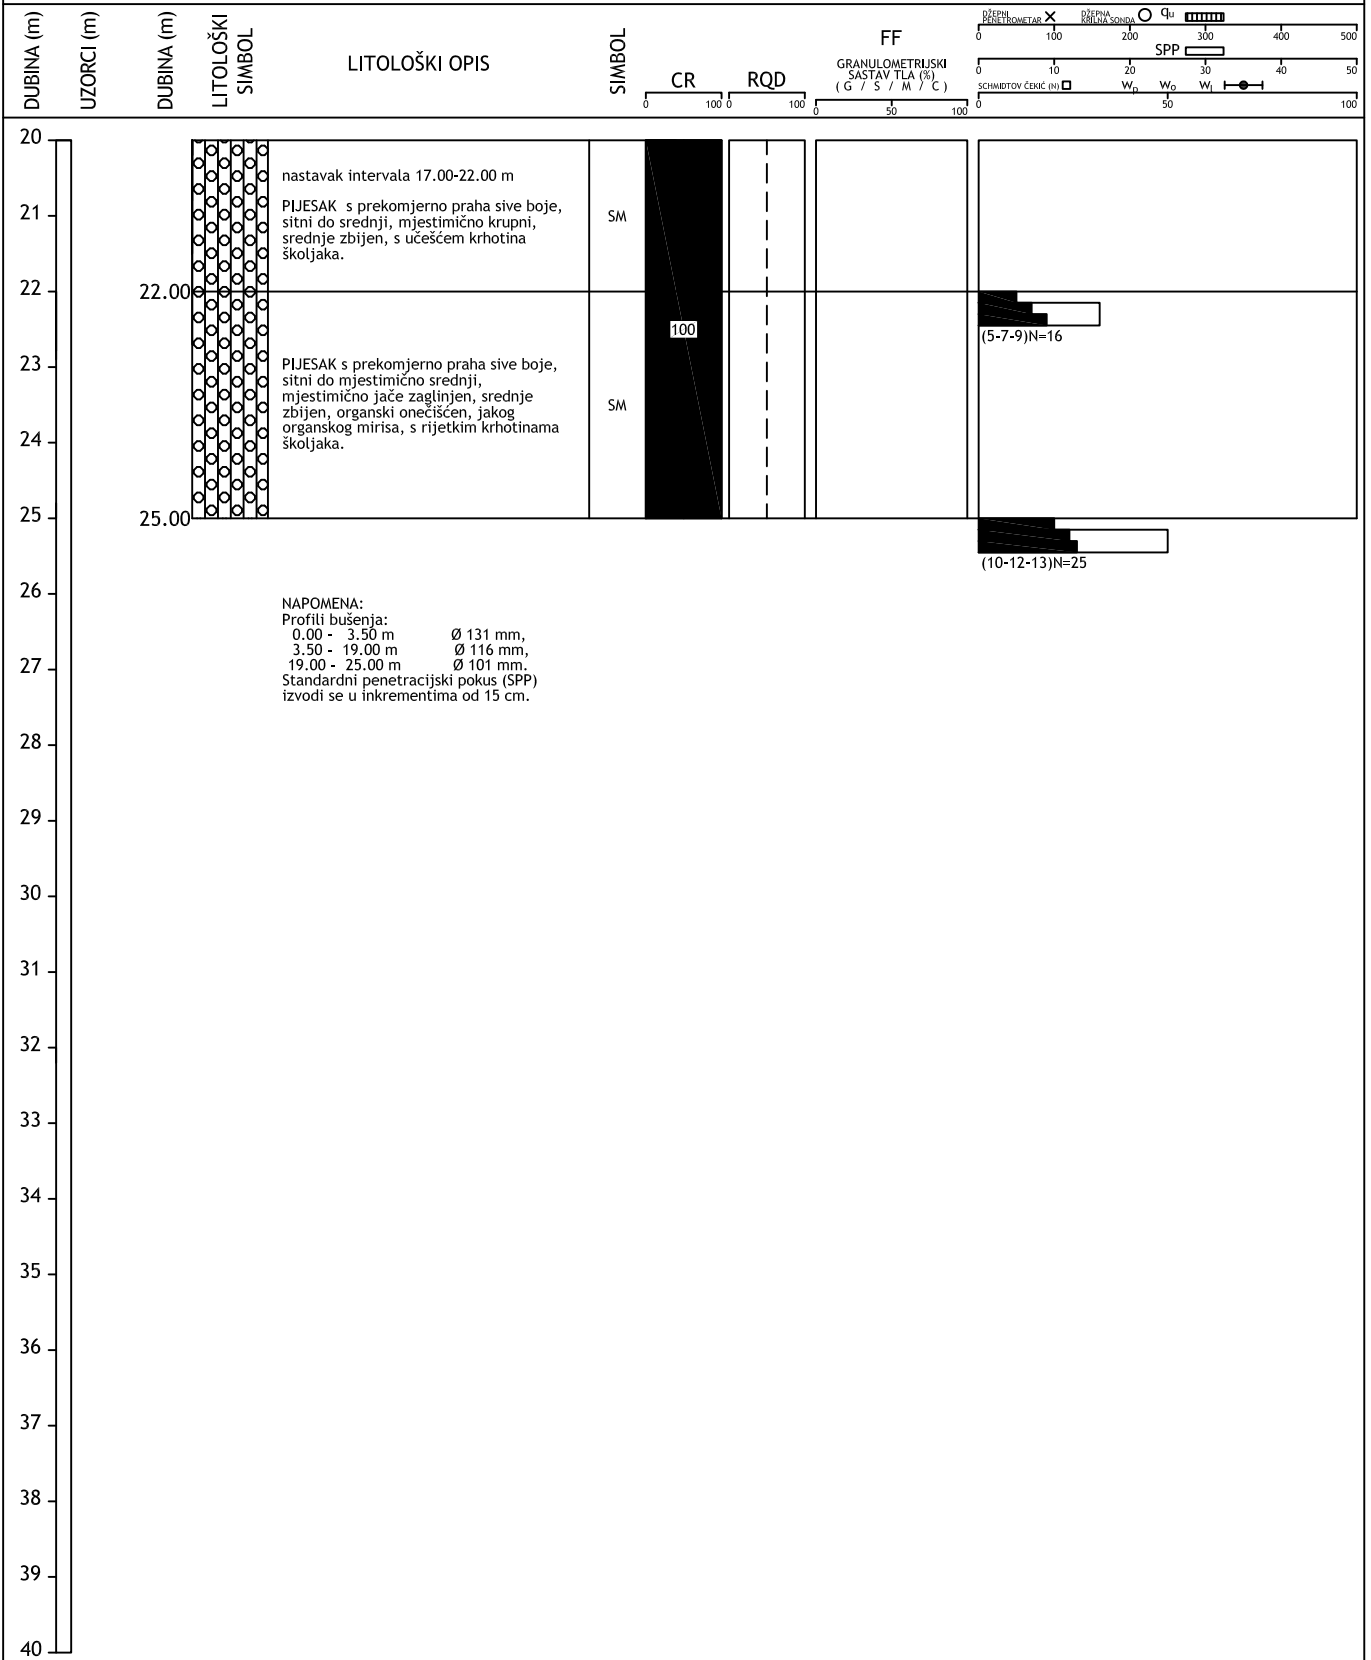 DUBINA (m)
UZORCI (m)
DUBINA (m)
LITOLOŠKI
SIMBOL
LITOLOŠKI OPIS
SIMBOL
CR
0 100
RQD
0 100
FF
GRANULOMETRIJSKI
SASTAV TLA (%)
( G / S / M / C )
0 50 100
DŽEPNI
PENETROMETAR
DŽEPNA
KRILNA SONDA
qu
0 100 200 300 400 500
SPP
0 10 20 30 40 50
SCHMIDTOV ČEKIĆ (N)
Wp Wo Wl
0 50 100
20
nastavak intervala 17.00-22.00 m
PIJESAK s prekomjerno praha sive boje,
sitni do srednji, mjestimično krupni,
srednje zbijen, s učešćem krhotina
školjaka.
SM
21
22
22.00
100
(5-7-9)N=16
23
PIJESAK s prekomjerno praha sive boje,
sitni do mjestimično srednji,
mjestimično jače zaglinjen, srednje
zbijen, organski onečišćen, jakog
organskog mirisa, s rijetkim krhotinama
školjaka.
SM
24
25
25.00
(10-12-13)N=25
26
NAPOMENA:
Profili bušenja:
0.00 - 3.50 m Ø 131 mm,
3.50 - 19.00 m Ø 116 mm,
19.00 - 25.00 m Ø 101 mm.
Standardni penetracijski pokus (SPP)
izvodi se u inkrementima od 15 cm.
27
28
29
30
31
32
33
34
35
36
37
38
39
40